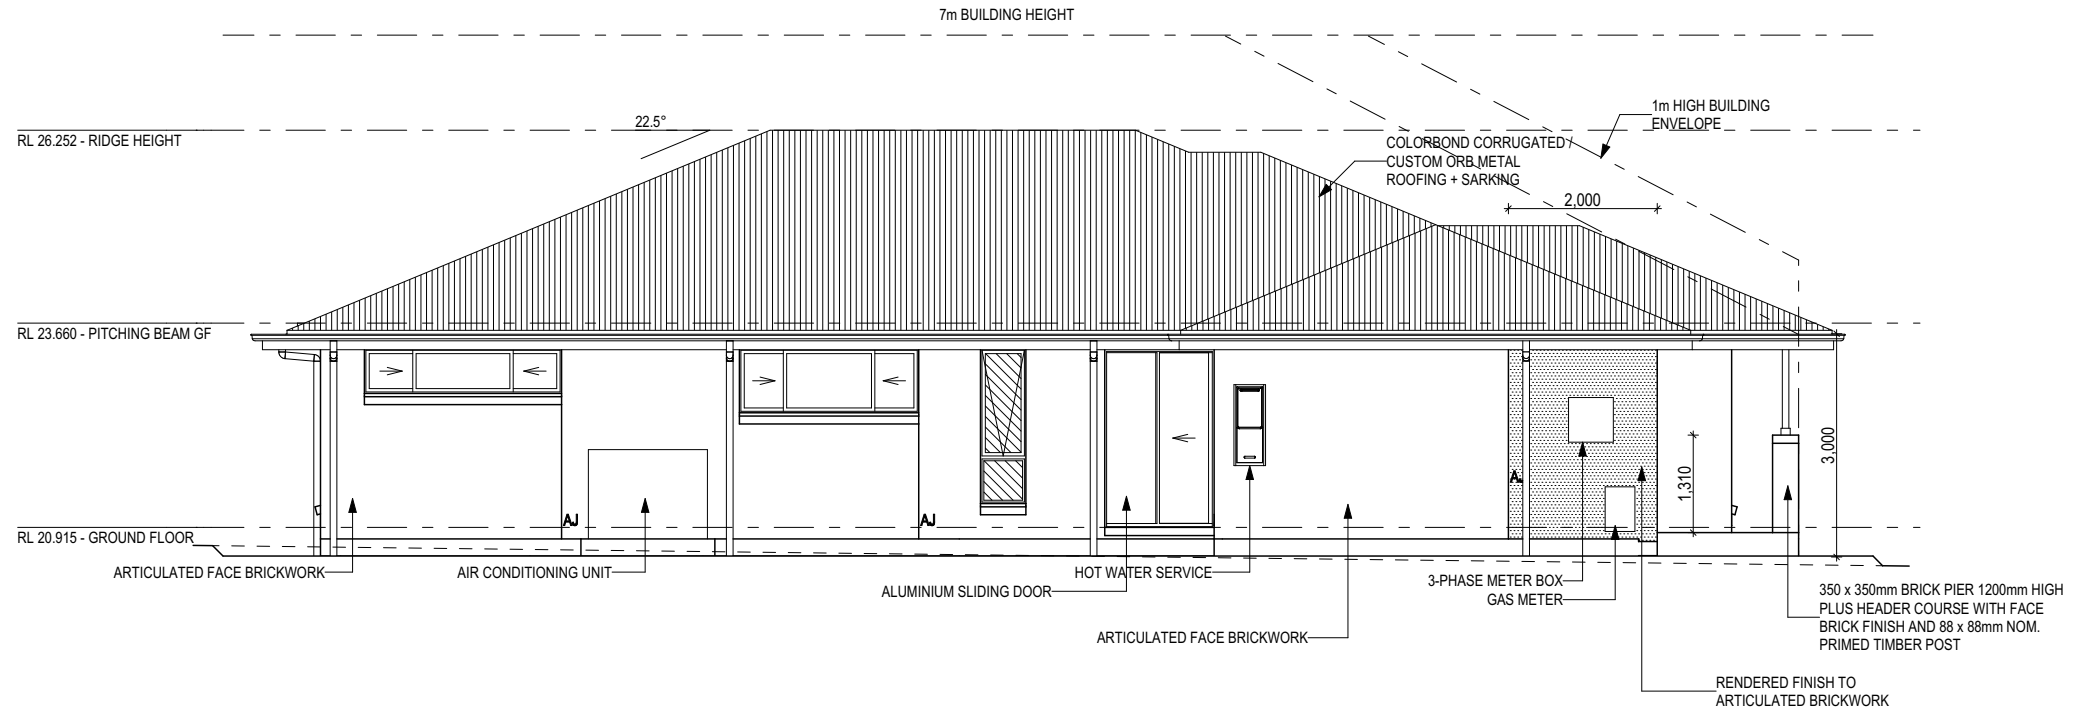 7m BUILDING HEIGHT
1m HIGH BUILDING
ENVELOPE
22.5°
RL 26.252 - RIDGE HEIGHT
COLORBOND CORRUGATED /
CUSTOM ORB METAL
ROOFING + SARKING
2,000
RL 23.660 - PITCHING BEAM GF
3,000
1,310
A.
AJ
AJ
RL 20.915 - GROUND FLOOR
ARTICULATED FACE BRICKWORK
AIR CONDITIONING UNIT
ALUMINIUM SLIDING DOOR
HOT WATER SERVICE
3-PHASE METER BOX
GAS METER
ARTICULATED FACE BRICKWORK
350 x 350mm BRICK PIER 1200mm HIGH
PLUS HEADER COURSE WITH FACE
BRICK FINISH AND 88 x 88mm NOM.
PRIMED TIMBER POST
RENDERED FINISH TO
ARTICULATED BRICKWORK